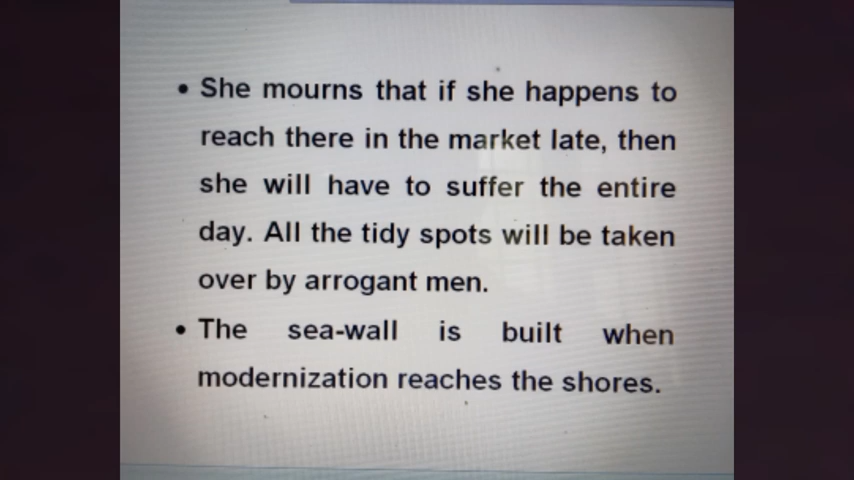 • She mourns that if she happens to
reach there in the market late, then
she will have to suffer the entire
day. All the tidy spots will be taken
over by arrogant men.
• The sea-wall is built when
modernization reaches the shores.